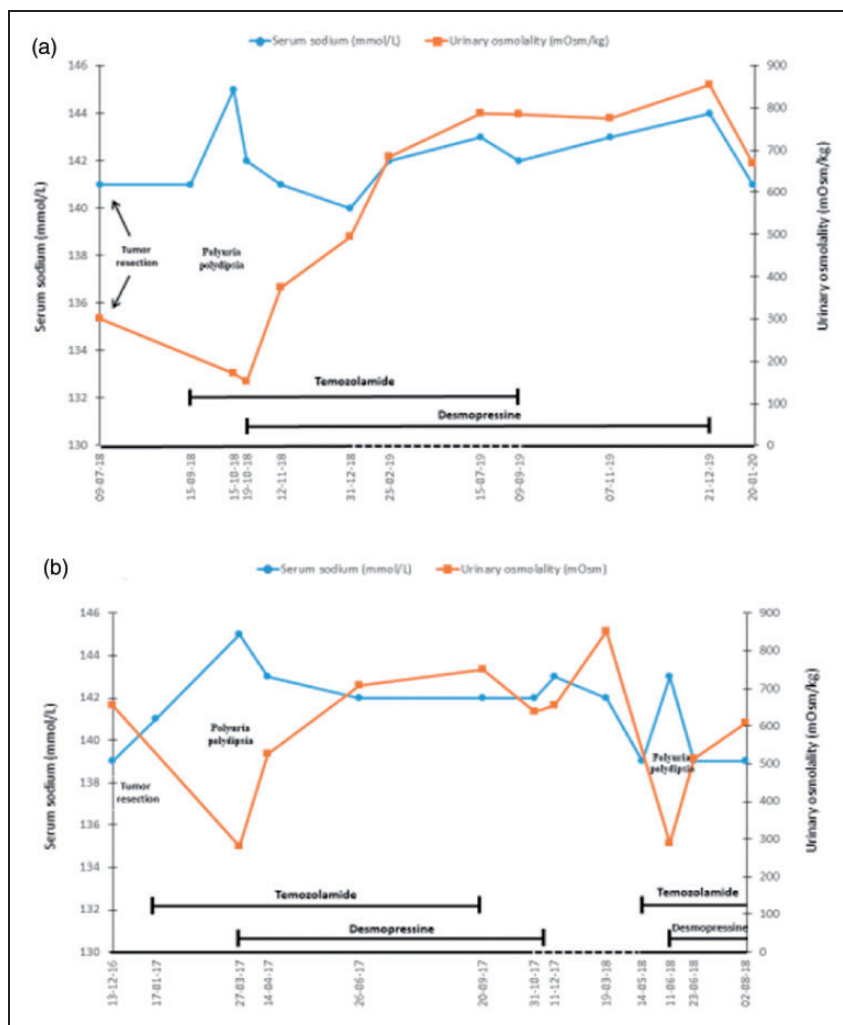 (a)
Serum sodium (mmol/L) Urinary osmolality (mOsm/kg)
146 900
144 800
142 700
140 600
138 500
136 400
134 300
132 200
130 100
0
Serum sodium (mmol/L)
Urinary osmolality (mOsm/kg)
Tumor
resection
Polyuria
polydipsia
Temozolamide
Desmopressine
09-07-18
15-09-18
15-10-18
19-10-18
12-11-18
31-12-18
25-02-19
15-07-19
09-09-19
07-11-19
21-12-19
20-01-20
(b)
Serum sodium (mmol/L) Urinary osmolality (mOsm)
146 900
144 800
142 700
140 600
138 500
136 400
134 300
132 200
130 100
0
Serum sodium (mmol/L)
Urinary osmolality (mOsm/kg)
Tumor
resection
Polyuria
polydipsia
Polyuria
polydipsia
Temozolamide
Temozolamide
Desmopressine
Desmopressine
13-12-16
17-01-17
27-03-17
14-04-17
26-06-17
20-09-17
31-10-17
11-12-17
19-03-18
14-05-18
11-06-18
23-06-18
02-08-18